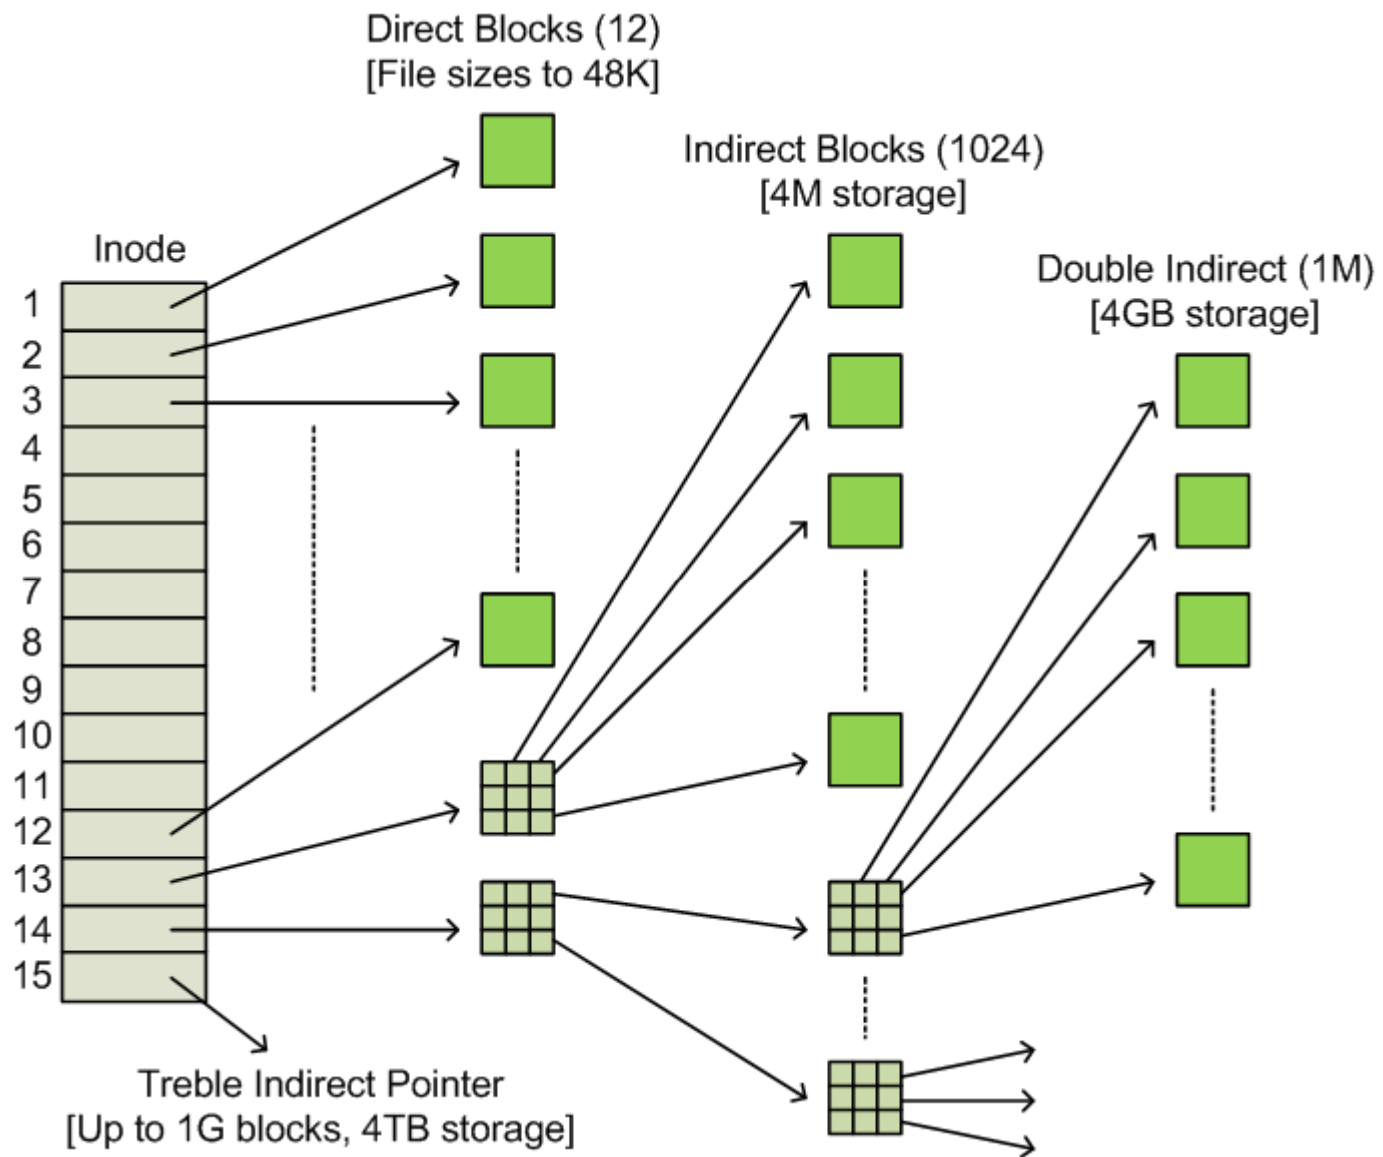 Direct Blocks (12)
[File sizes to 48K]
Indirect Blocks (1024)
[4M storage]
Double Indirect (1M)
[4GB storage]
Inode
1
2
3
4
5
6
7
8
9
10
11
12
13
14
15
Treble Indirect Pointer
[Up to 1G blocks, 4TB storage]